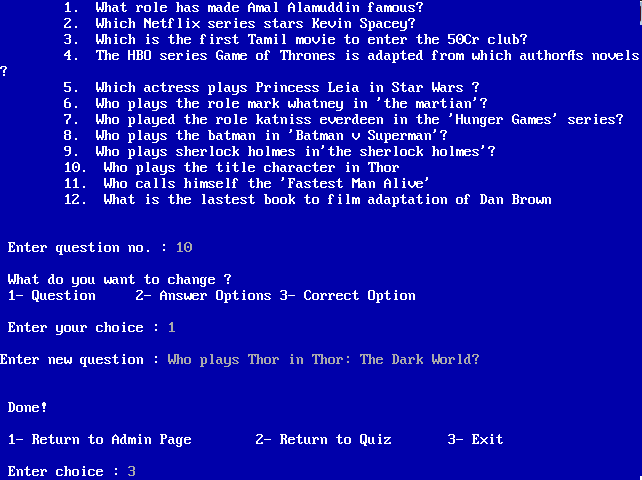 1. What role has made Amal Alamuddin famous?
2. Which Netflix series stars Kevin Spacey?
3. Which is the first Tamil movie to enter the 50Cr club?
4. The HBO series Game of Thrones is adapted from which authorÆs novels
?
5. Which actress plays Princess Leia in Star Wars ?
6. Who plays the role mark whatney in 'the martian'?
7. Who played the role katniss everdeen in the 'Hunger Games' series?
8. Who plays the batman in 'Batman v Superman'?
9. Who plays sherlock holmes in'the sherlock holmes'?
10. Who plays the title character in Thor
11. Who calls himself the 'Fastest Man Alive'
12. What is the lastest book to film adaptation of Dan Brown
Enter question no. : 10
What do you want to change ?
1- Question 2- Answer Options 3- Correct Option
Enter your choice : 1
Enter new question : Who plays Thor in Thor: The Dark World?
Done!
1- Return to Admin Page 2- Return to Quiz 3- Exit
Enter choice : 3